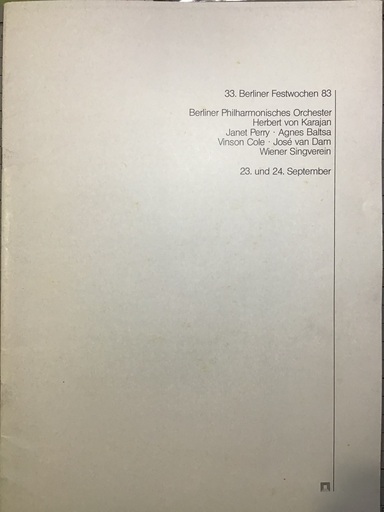 33. Berliner Festwochen 83
Berliner Philharmonisches Orchester
Herbert von Karajan
Janet Perry · Agnes Baltsa
Vinson Cole · José van Dam
Wiener Singverein
23. und 24. September